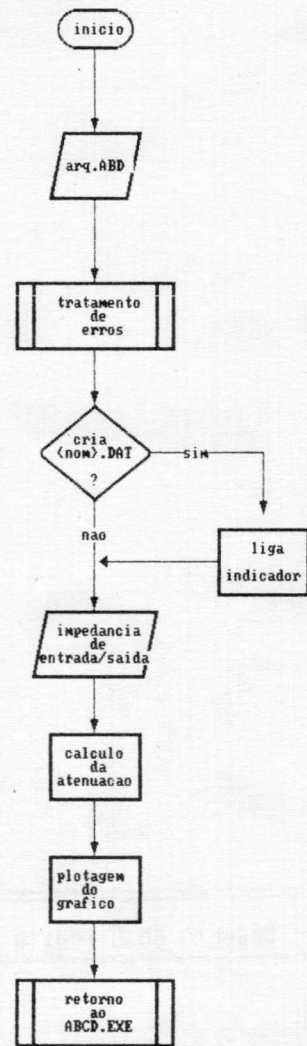 inicio
arq.ABD
tratamento
de
erros
cria
<nom>.DAT
?
sim
nao
liga
indicador
impedancia
de
entrada/saida
calculo
da
atenuacao
plotagem
do
grafico
retorno
ao
ABCD.EXE